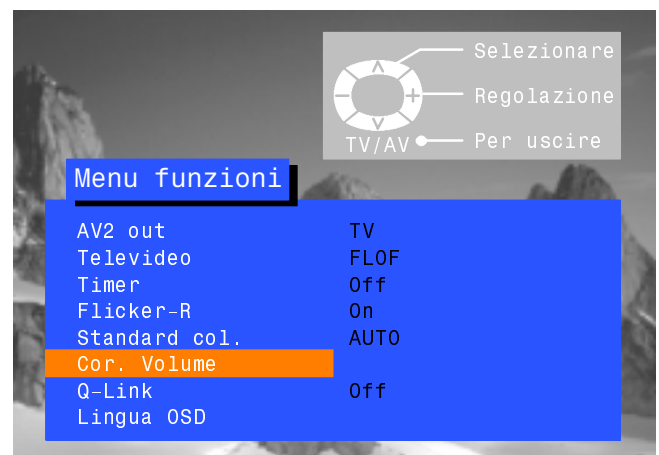 Selezionare
Regolazione
TV/AV Per uscire
Menu funzioni
AV2 out TV
Televideo FLOF
Timer Off
Flicker-R On
Standard col. AUTO
Cor. Volume
Q-Link Off
Lingua OSD